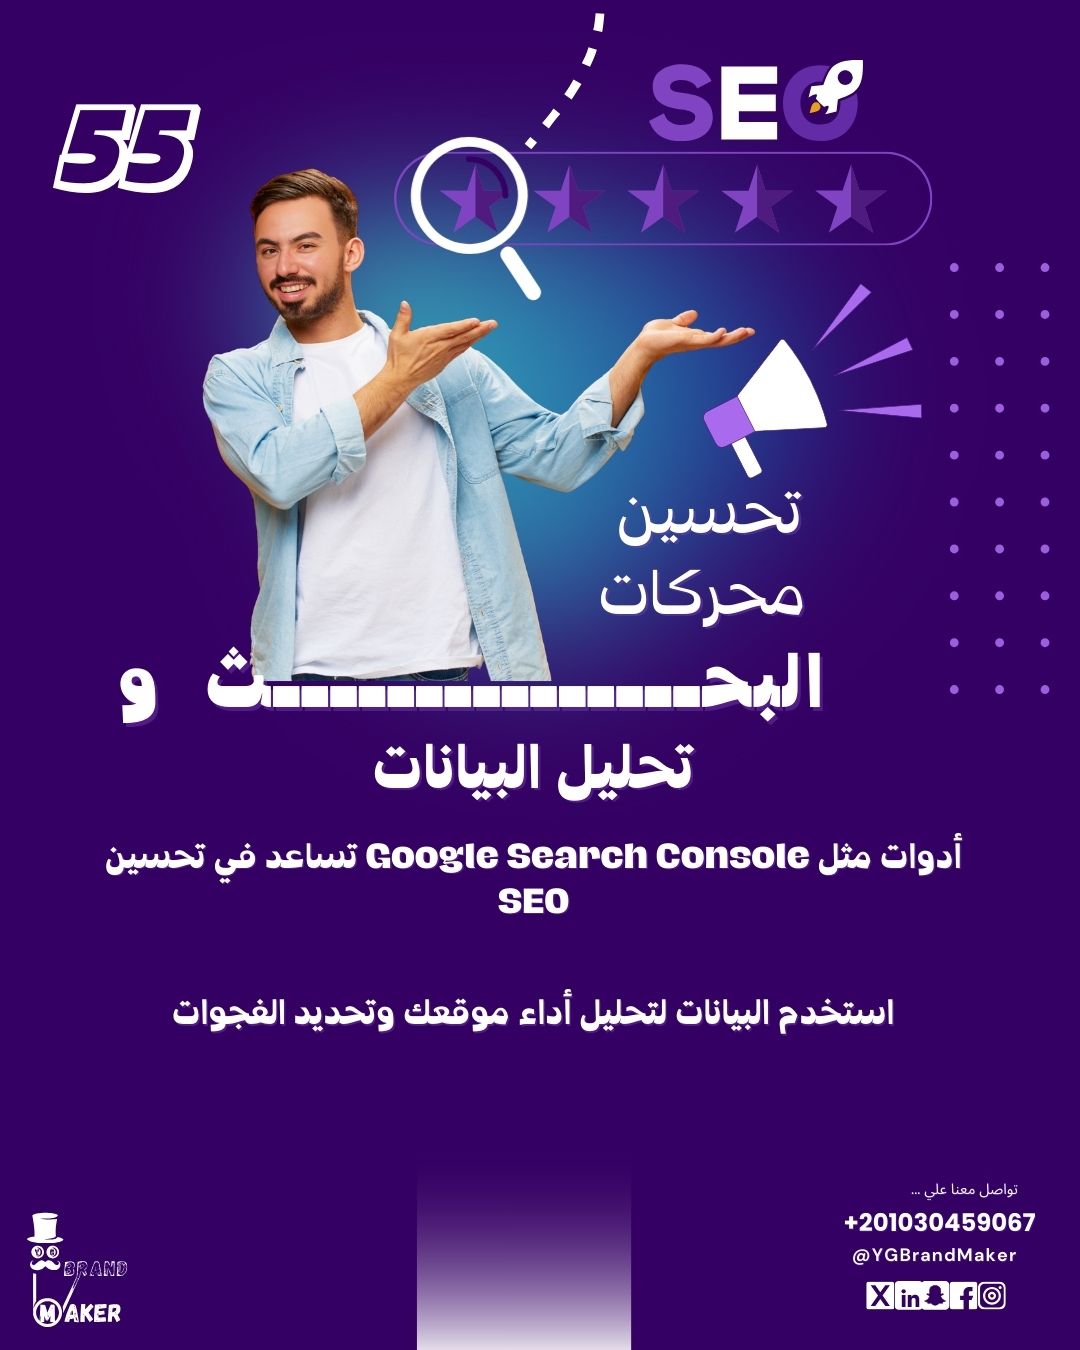 55
SEO
تحسين
محركات
البحـــــــــــــــث و
تحليل البيانات
أدوات مثل Google Search Console تساعد في تحسين
SEO
استخدم البيانات لتحليل أداء موقعك وتحديد الفجوات
تواصل معنا علي ...
+201030459067
@YGBrandMaker
BRAND
MAKER